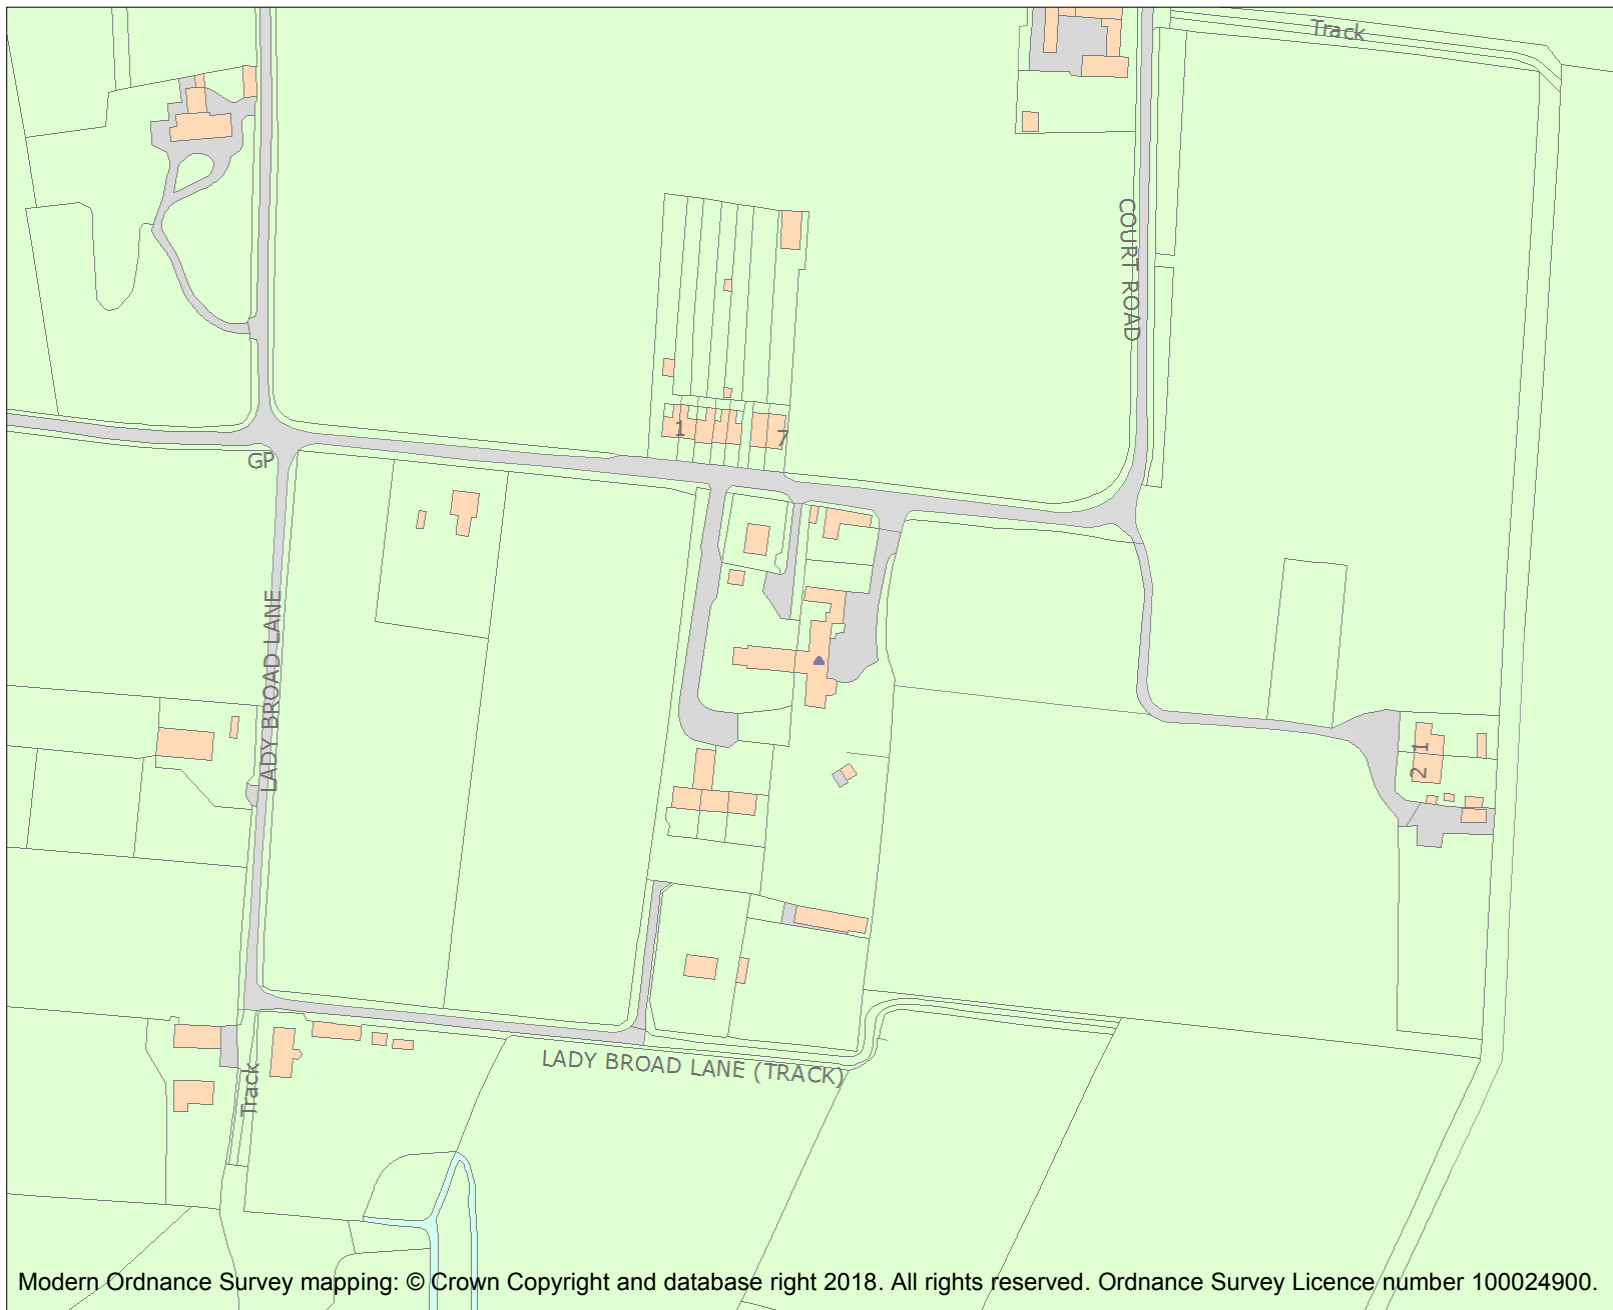 Track
COURT ROAD
1
7
GP
LADY BROAD LANE
1
2
LADY BROAD LANE (TRACK)
Track
Modern Ordnance Survey mapping: © Crown Copyright and database right 2018. All rights reserved. Ordnance Survey Licence number 100024900.